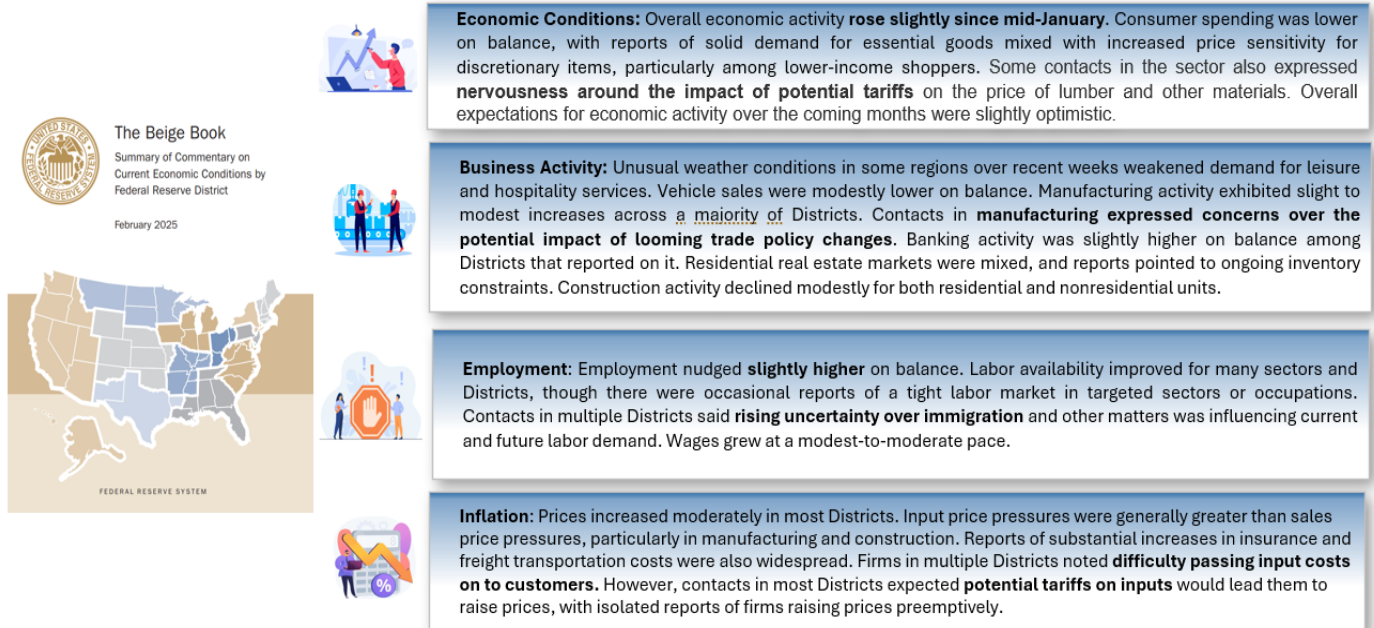 UNITED STATES
FEDERAL RESERVE SYSTEM
The Beige Book
Summary of Commentary on
Current Economic Conditions by
Federal Reserve District
February 2025
FEDERAL RESERVE SYSTEM
Economic Conditions: Overall economic activity rose slightly since mid-January. Consumer spending was lower
on balance, with reports of solid demand for essential goods mixed with increased price sensitivity for
discretionary items, particularly among lower-income shoppers. Some contacts in the sector also expressed
nervousness around the impact of potential tariffs on the price of lumber and other materials. Overall
expectations for economic activity over the coming months were slightly optimistic.
Business Activity: Unusual weather conditions in some regions over recent weeks weakened demand for leisure
and hospitality services. Vehicle sales were modestly lower on balance. Manufacturing activity exhibited slight to
modest increases across a majority of Districts. Contacts in manufacturing expressed concerns over the
potential impact of looming trade policy changes. Banking activity was slightly higher on balance among
Districts that reported on it. Residential real estate markets were mixed, and reports pointed to ongoing inventory
constraints. Construction activity declined modestly for both residential and nonresidential units.
Employment: Employment nudged slightly higher on balance. Labor availability improved for many sectors and
Districts, though there were occasional reports of a tight labor market in targeted sectors or occupations.
Contacts in multiple Districts said rising uncertainty over immigration and other matters was influencing current
and future labor demand. Wages grew at a modest-to-moderate pace.
%
Inflation: Prices increased moderately in most Districts. Input price pressures were generally greater than sales
price pressures, particularly in manufacturing and construction. Reports of substantial increases in insurance and
freight transportation costs were also widespread. Firms in multiple Districts noted difficulty passing input costs
on to customers. However, contacts in most Districts expected potential tariffs on inputs would lead them to
raise prices, with isolated reports of firms raising prices preemptively.